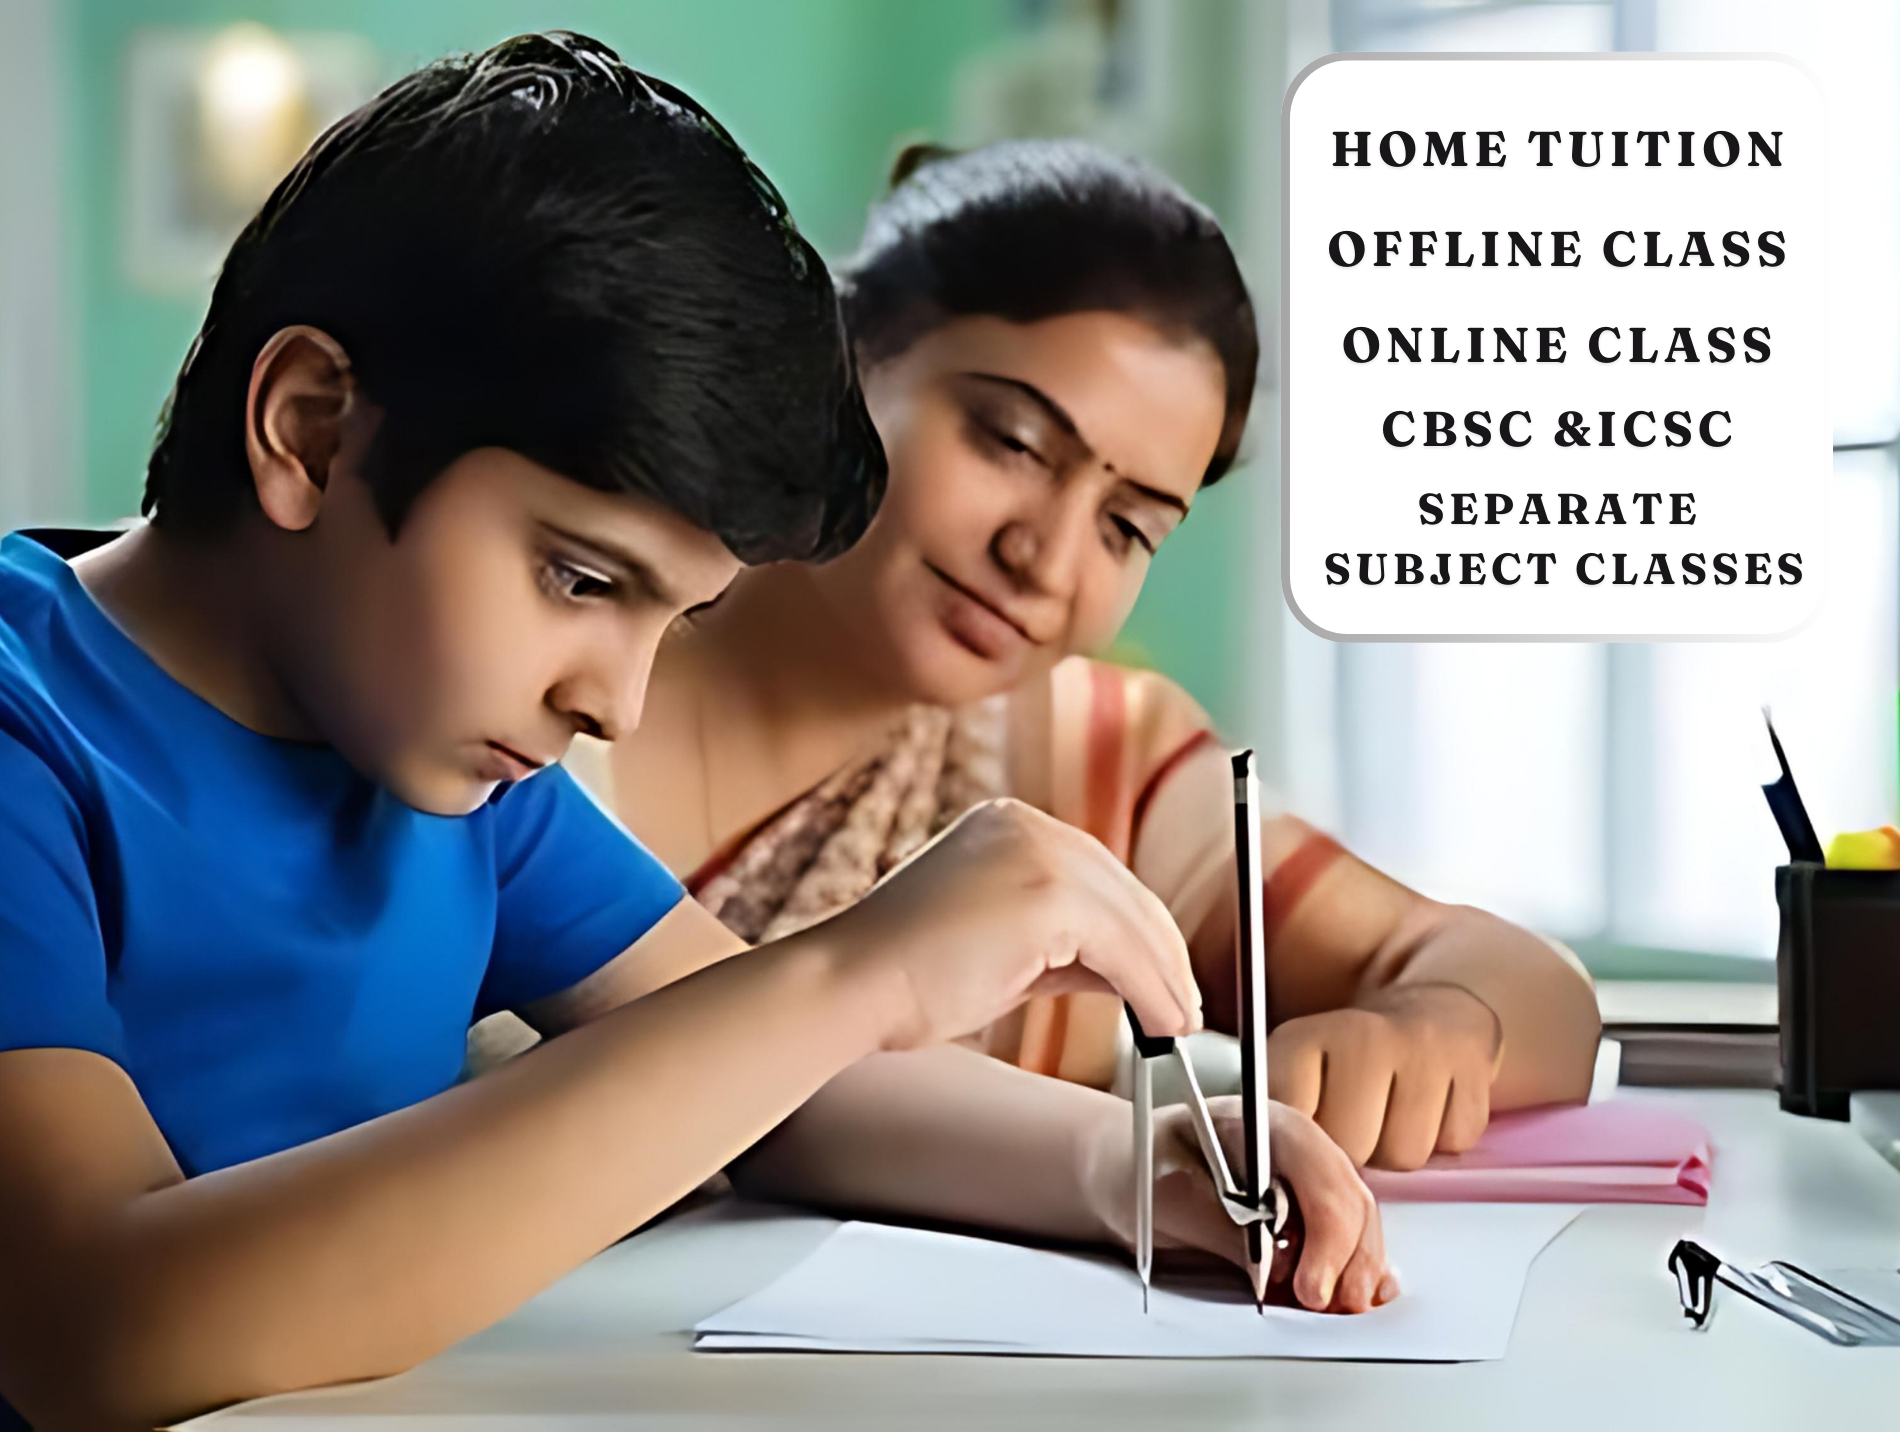 HOME TUITION
OFFLINE CLASS
ONLINE CLASS
CBSC &ICSC
SEPARATE
SUBJECT CLASSES